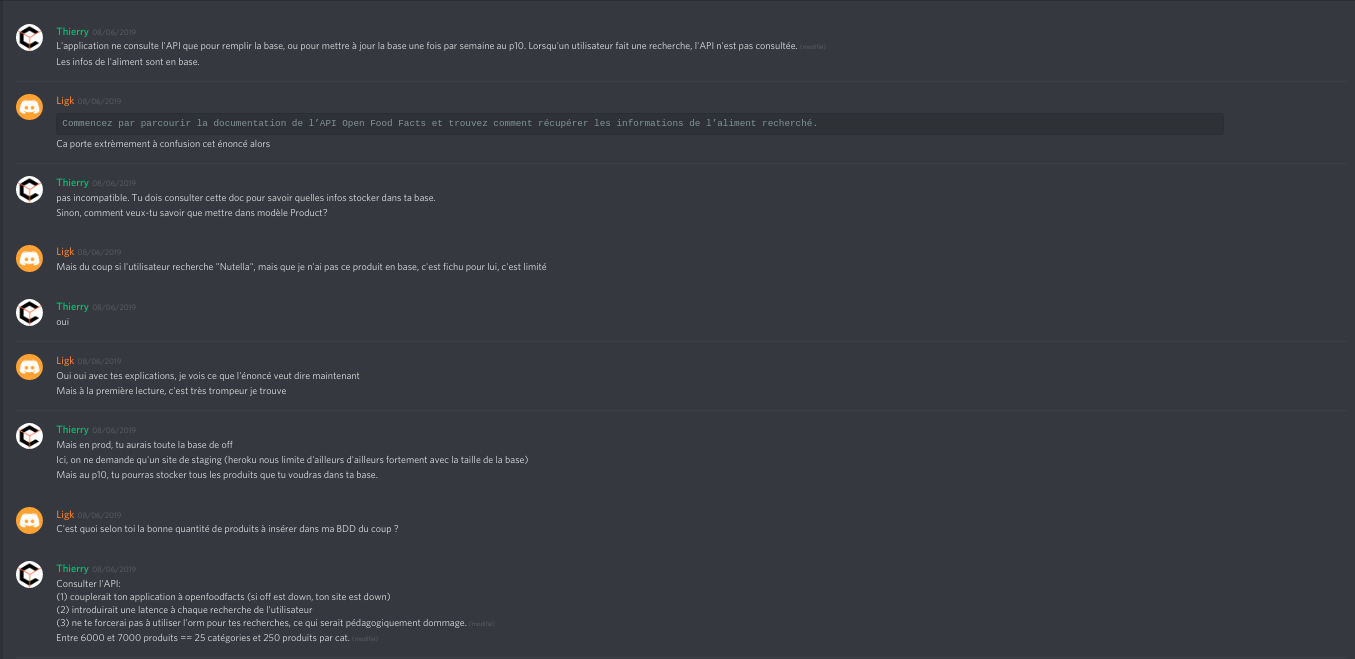 Thierry 08/06/2019
L'application ne consulte l'API que pour remplir la base, ou pour mettre à jour la base une fois par semaine au p10. Lorsqu'un utilisateur fait une recherche, l'API n'est pas consultée. (modifié)
Les infos de l'aliment sont en base.
Ligk 08/06/2019
Commencez par parcourir la documentation de l’API Open Food Facts et trouvez comment récupérer les informations de l’aliment recherché.
Ca porte extrèmement à confusion cet énoncé alors
Thierry 08/06/2019
pas incompatible. Tu dois consulter cette doc pour savoir quelles infos stocker dans ta base.
Sinon, comment veux-tu savoir que mettre dans modèle Product?
Ligk 08/06/2019
Mais du coup si l'utilisateur recherche "Nutella", mais que je n'ai pas ce produit en base, c'est fichu pour lui, c'est limité
Thierry 08/06/2019
oui
Ligk 08/06/2019
Oui oui avec tes explications, je vois ce que l'énoncé veut dire maintenant
Mais à la première lecture, c'est très trompeur je trouve
Thierry 08/06/2019
Mais en prod, tu aurais toute la base de off
Ici, on ne demande qu'un site de staging (heroku nous limite d'ailleurs d'ailleurs fortement avec la taille de la base)
Mais au p10, tu pourras stocker tous les produits que tu voudras dans ta base.
Ligk 08/06/2019
C'est quoi selon toi la bonne quantité de produits à insérer dans ma BDD du coup ?
Thierry 08/06/2019
Consulter l'API:
(1) couplerait ton application à openfoodfacts (si off est down, ton site est down)
(2) introduirait une latence à chaque recherche de l'utilisateur
(3) ne te forcerai pas à utiliser l'orm pour tes recherches, ce qui serait pédagogiquement dommage. (modifié)
Entre 6000 et 7000 produits == 25 catégories et 250 produits par cat. (modifié)